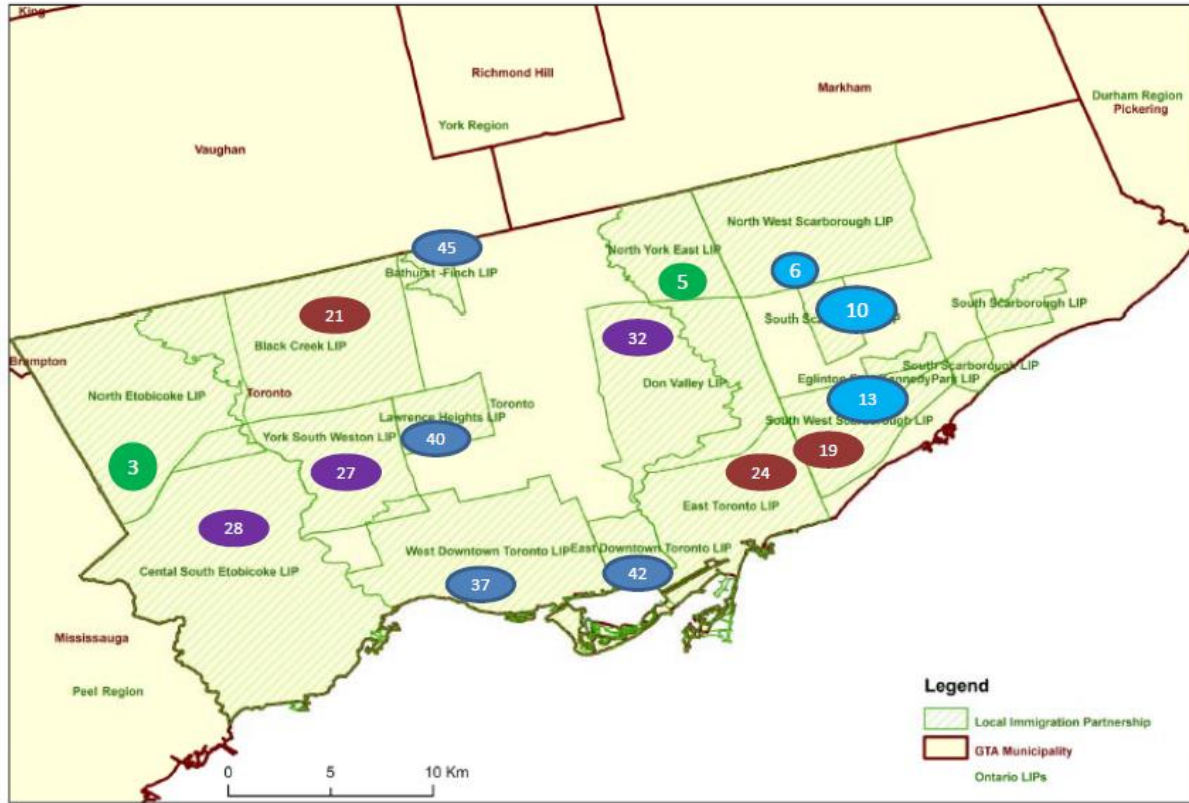 King
Richmond Hill
Markham
Durham Region
Pickering
York Region
Vaughan
North West Scarborough LIP
45
North York East LIP
Bathurst -Finch LIP
6
5
10
South Scarborough LIP
21
32
Black Creek LIP
Brampton
South Scarborough LIP
Don Valley LIP
North Etobicoke LIP
Toronto
13
Toronto
Lawrence Heights LIP
South West Scarborough LIP
York South Weston LIP
40
19
3
27
24
East Toronto LIP
28
West Downtown Toronto LIP
East Downtown Toronto LIP
Cental South Etobicoke LIP
37
42
Mississauga
Peel Region
Legend
Local Immigration Partnership
GTA Municipality
Ontario LIPs
0 5 10 Km